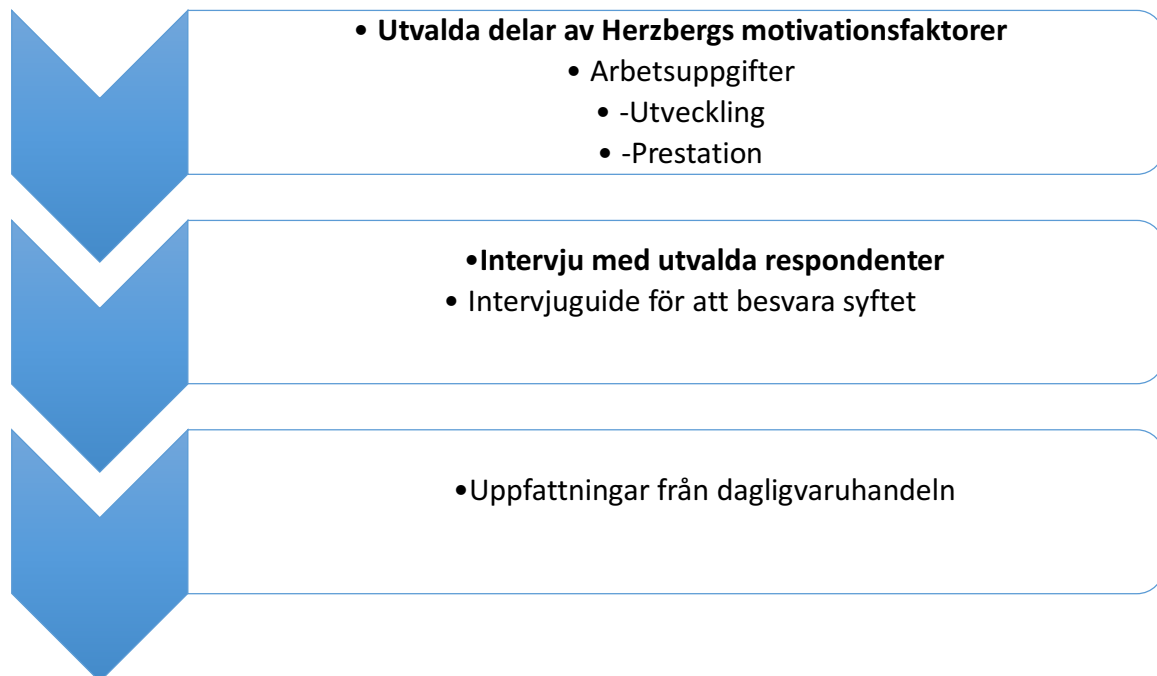 • Utvalda delar av Herzbergs motivationsfaktorer
• Arbetsuppgifter
• -Utveckling
• -Prestation
•Intervju med utvalda respondenter
• Intervjuguide för att besvara syftet
•Uppfattningar från dagligvaruhandeln